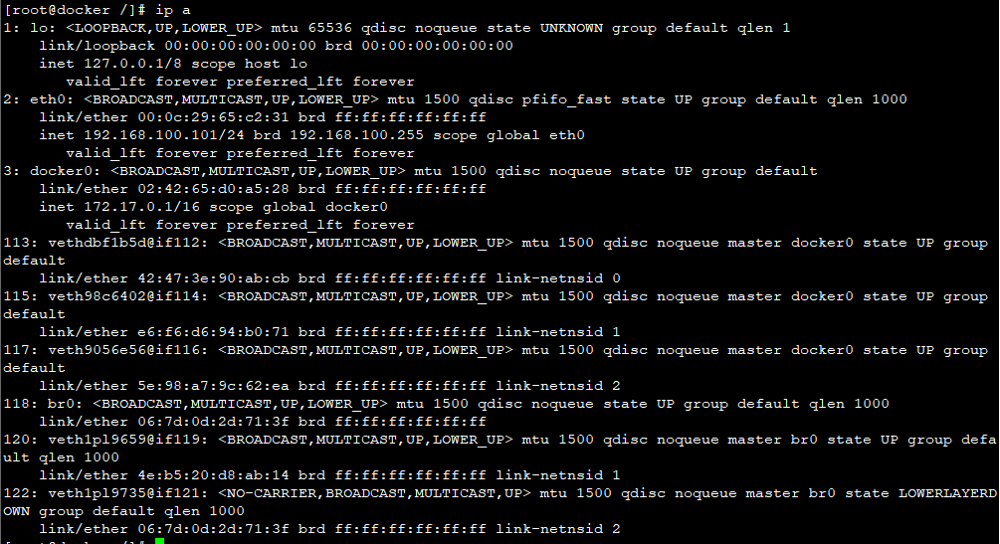 [root@docker /]# ip a
1: lo: <LOOPBACK,UP,LOWER_UP> mtu 65536 qdisc noqueue state UNKNOWN group default qlen 1
    link/loopback 00:00:00:00:00:00 brd 00:00:00:00:00:00
    inet 127.0.0.1/8 scope host lo
       valid_lft forever preferred_lft forever
2: eth0: <BROADCAST,MULTICAST,UP,LOWER_UP> mtu 1500 qdisc pfifo_fast state UP group default qlen 1000
    link/ether 00:0c:29:65:c2:31 brd ff:ff:ff:ff:ff:ff
    inet 192.168.100.101/24 brd 192.168.100.255 scope global eth0
       valid_lft forever preferred_lft forever
3: docker0: <BROADCAST,MULTICAST,UP,LOWER_UP> mtu 1500 qdisc noqueue state UP group default
    link/ether 02:42:65:d0:a5:28 brd ff:ff:ff:ff:ff:ff
    inet 172.17.0.1/16 scope global docker0
       valid_lft forever preferred_lft forever
113: vethdbf1b5d@if112: <BROADCAST,MULTICAST,UP,LOWER_UP> mtu 1500 qdisc noqueue master docker0 state UP group
default
    link/ether 42:47:3e:90:ab:cb brd ff:ff:ff:ff:ff:ff link-netnsid 0
115: veth98c6402@if114: <BROADCAST,MULTICAST,UP,LOWER_UP> mtu 1500 qdisc noqueue master docker0 state UP group
default
    link/ether e6:f6:d6:94:b0:71 brd ff:ff:ff:ff:ff:ff link-netnsid 1
117: veth9056e56@if116: <BROADCAST,MULTICAST,UP,LOWER_UP> mtu 1500 qdisc noqueue master docker0 state UP group
default
    link/ether 5e:98:a7:9c:62:ea brd ff:ff:ff:ff:ff:ff link-netnsid 2
118: br0: <BROADCAST,MULTICAST,UP,LOWER_UP> mtu 1500 qdisc noqueue state UP group default qlen 1000
    link/ether 06:7d:0d:2d:71:3f brd ff:ff:ff:ff:ff:ff
120: veth1pl9659@if119: <BROADCAST,MULTICAST,UP,LOWER_UP> mtu 1500 qdisc noqueue master br0 state UP group defa
ult qlen 1000
    link/ether 4e:b5:20:d8:ab:14 brd ff:ff:ff:ff:ff:ff link-netnsid 1
122: veth1pl9735@if121: <NO-CARRIER,BROADCAST,MULTICAST,UP> mtu 1500 qdisc noqueue master br0 state LOWERLAYERD
OWN group default qlen 1000
    link/ether 06:7d:0d:2d:71:3f brd ff:ff:ff:ff:ff:ff link-netnsid 2